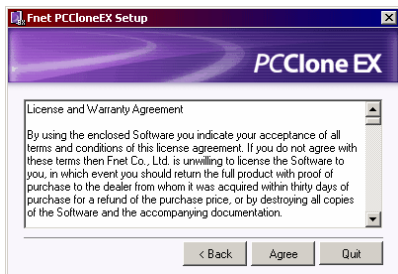 Fnet PCCloneEX Setup
PCClone EX
License and Warranty Agreement
By using the enclosed Software you indicate your acceptance of all
terms and conditions of this license agreement. If you do not agree with
these terms then Fnet Co., Ltd. is unwilling to license the Software to
you, in which event you should return the full product with proof of
purchase to the dealer from whom it was acquired within thirty days of
purchase for a refund of the purchase price, or by destroying all copies
of the Software and the accompanying documentation.
< Back Agree Quit